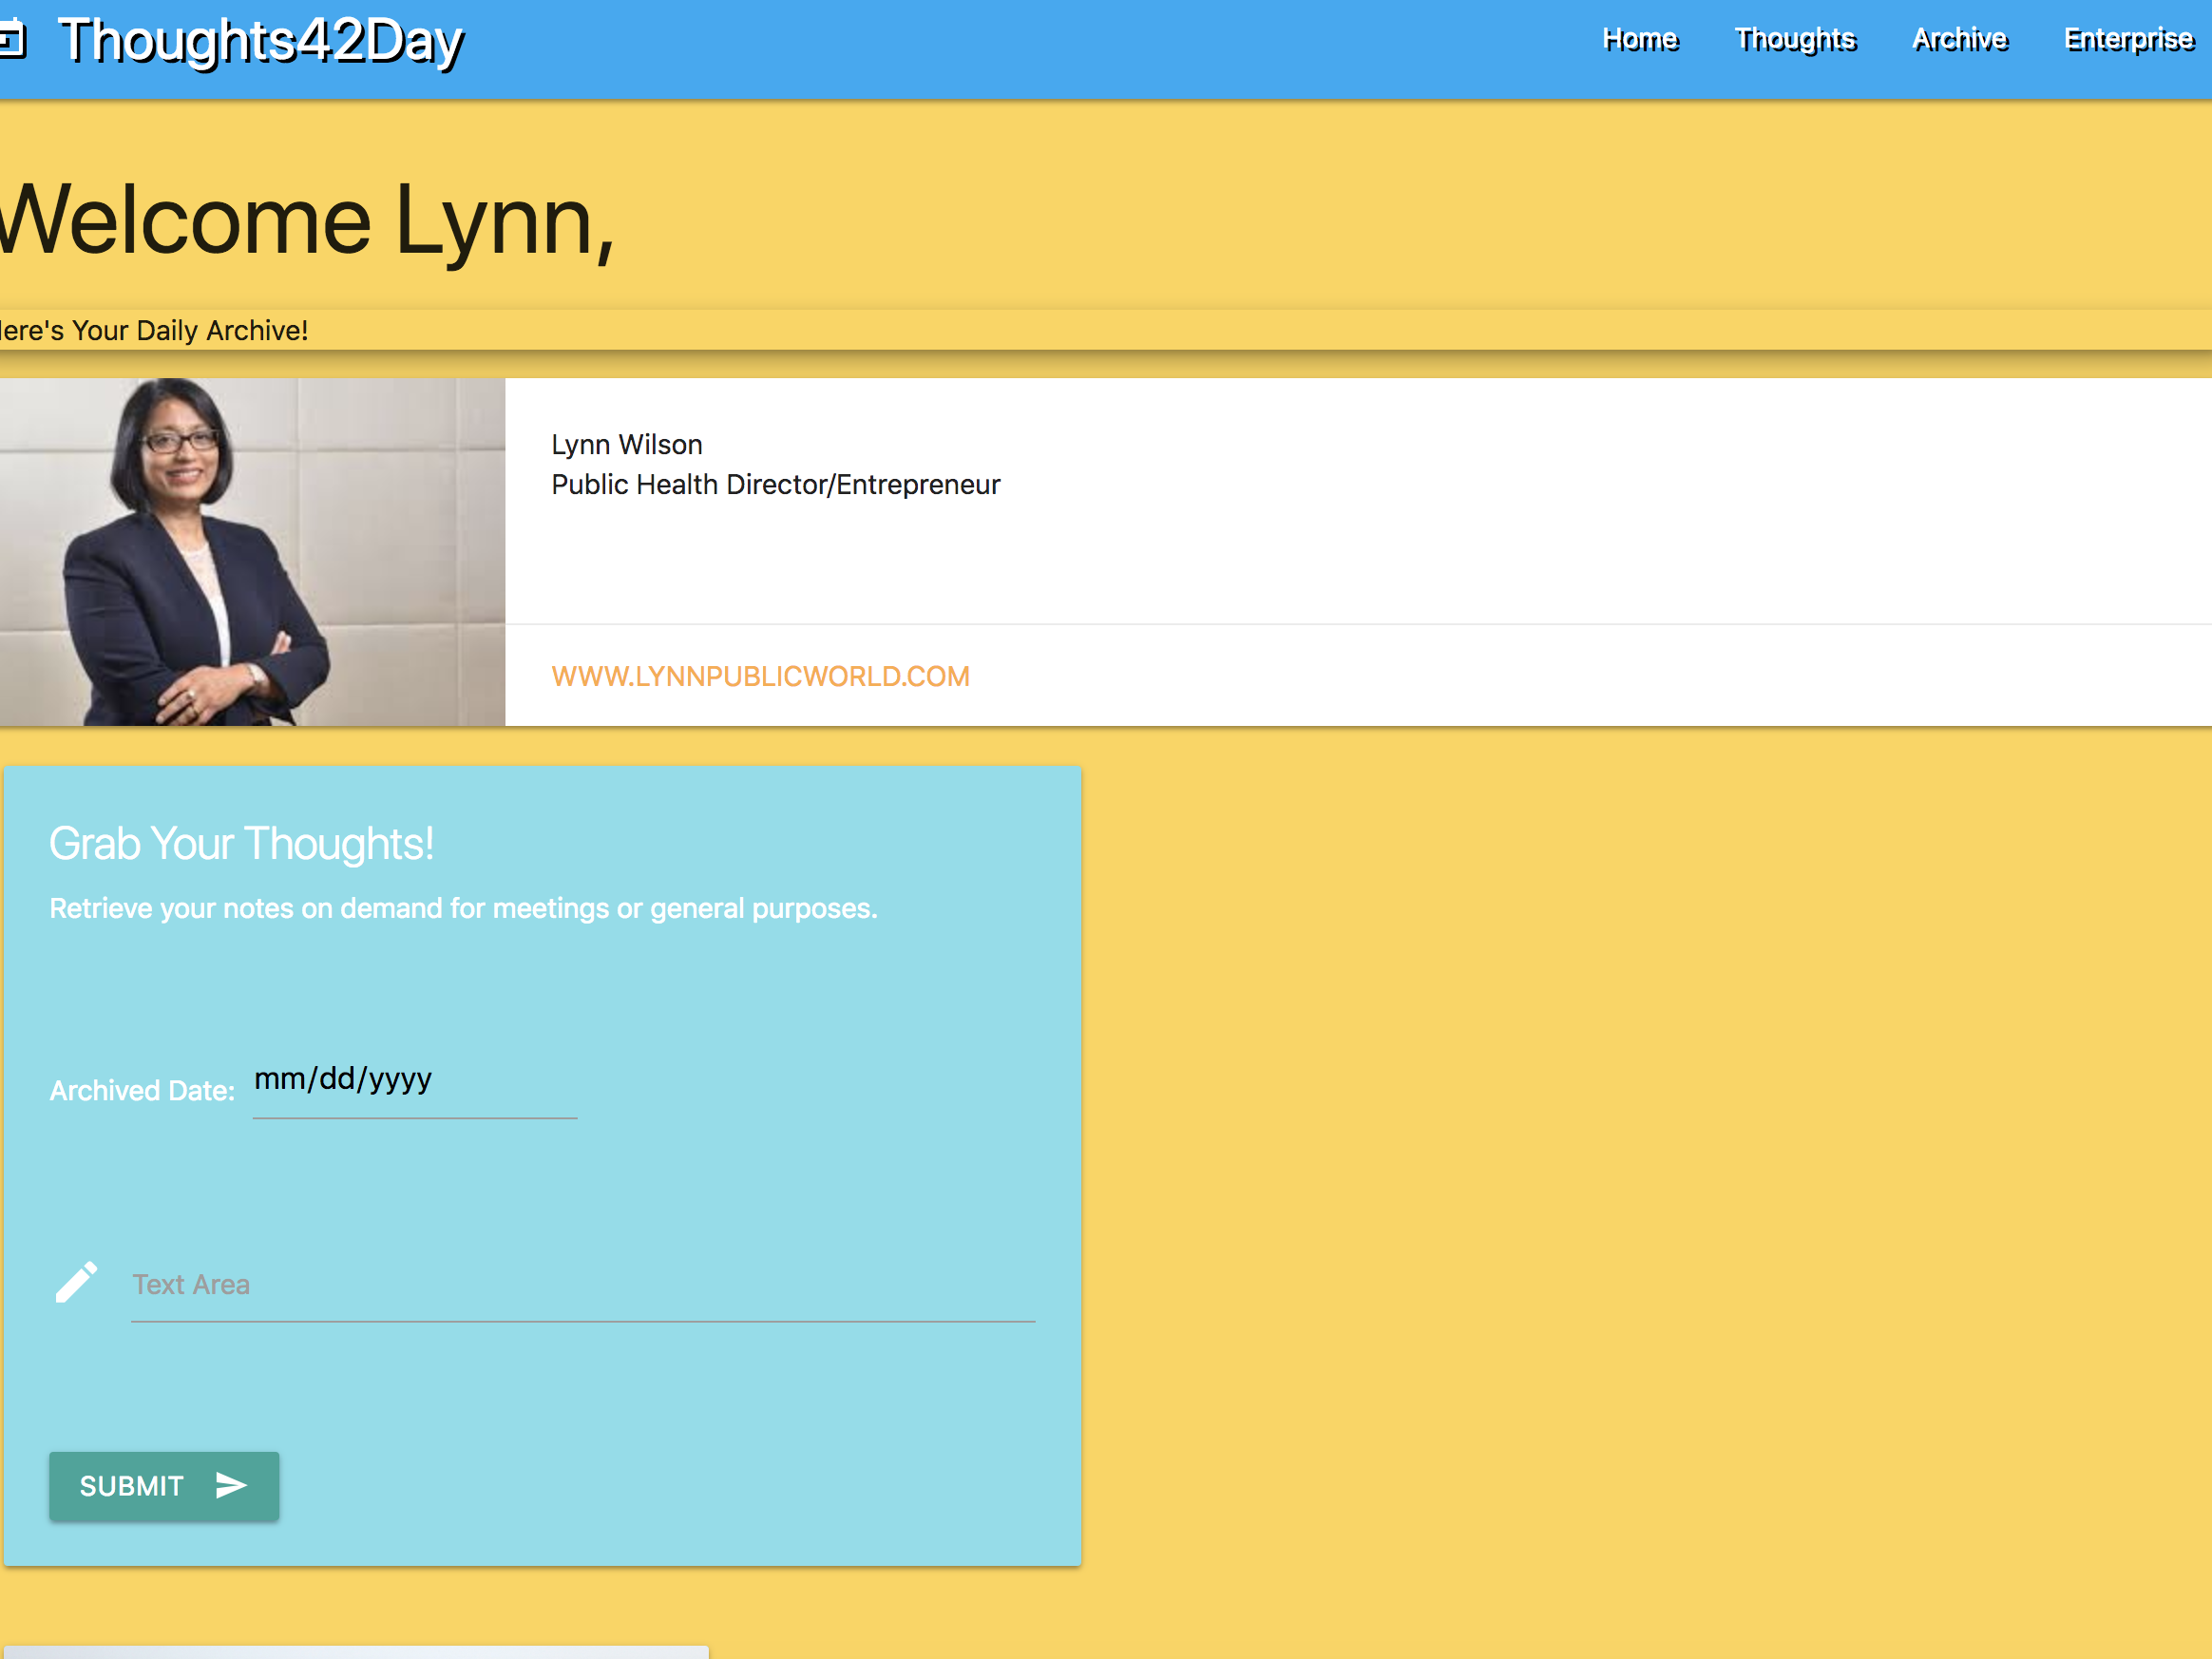 Thoughts42Day
Home Thoughts Archive Enterprise
Welcome Lynn,
ere's Your Daily Archive!
Lynn Wilson
Public Health Director/Entrepreneur
WWW.LYNNPUBLICWORLD.COM
Grab Your Thoughts!
Retrieve your notes on demand for meetings or general purposes.
Archived Date: mm/dd/yyyy
Text Area
SUBMIT